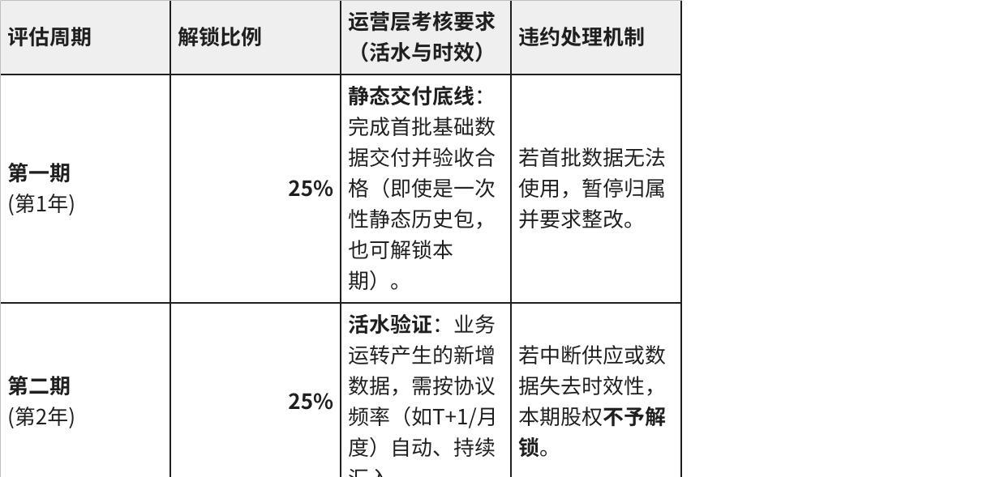 评估周期
解锁比例
运营层考核要求
（活水与时效）
违约处理机制
第一期
(第1年)
25%
静态交付底线：
完成首批基础数
据交付并验收合
格（即使是一次
性静态历史包，
也可解锁本
期）。
若首批数据无法
使用，暂停归属
并要求整改。
第二期
(第2年)
25%
活水验证：业务
运转产生的新增
数据，需按协议
频率（如T+1/月
度）自动、持续
汇入
若中断供应或数
据失去时效性，
本期股权不予解
锁。